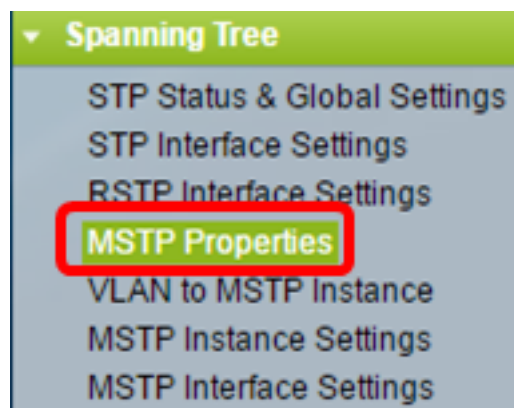 Spanning Tree
STP Status & Global Settings
STP Interface Settings
RSTP Interface Settings
MSTP Properties
VLAN to MSTP Instance
MSTP Instance Settings
MSTP Interface Settings